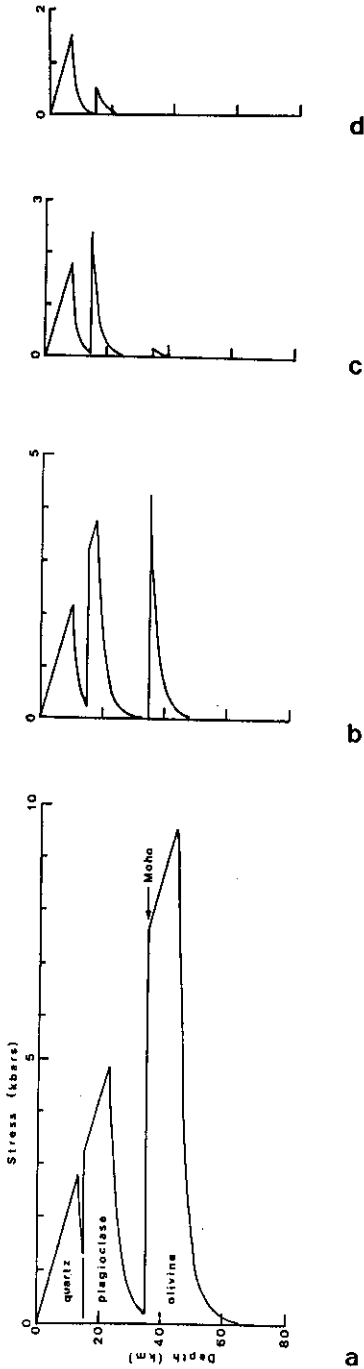 Stress (kbars)
0 5 10
0
20
40
60
80
Depth (km)
quartz
plagioclase
olivine
Moho
a
0 5
b
0 3
c
0 2
d